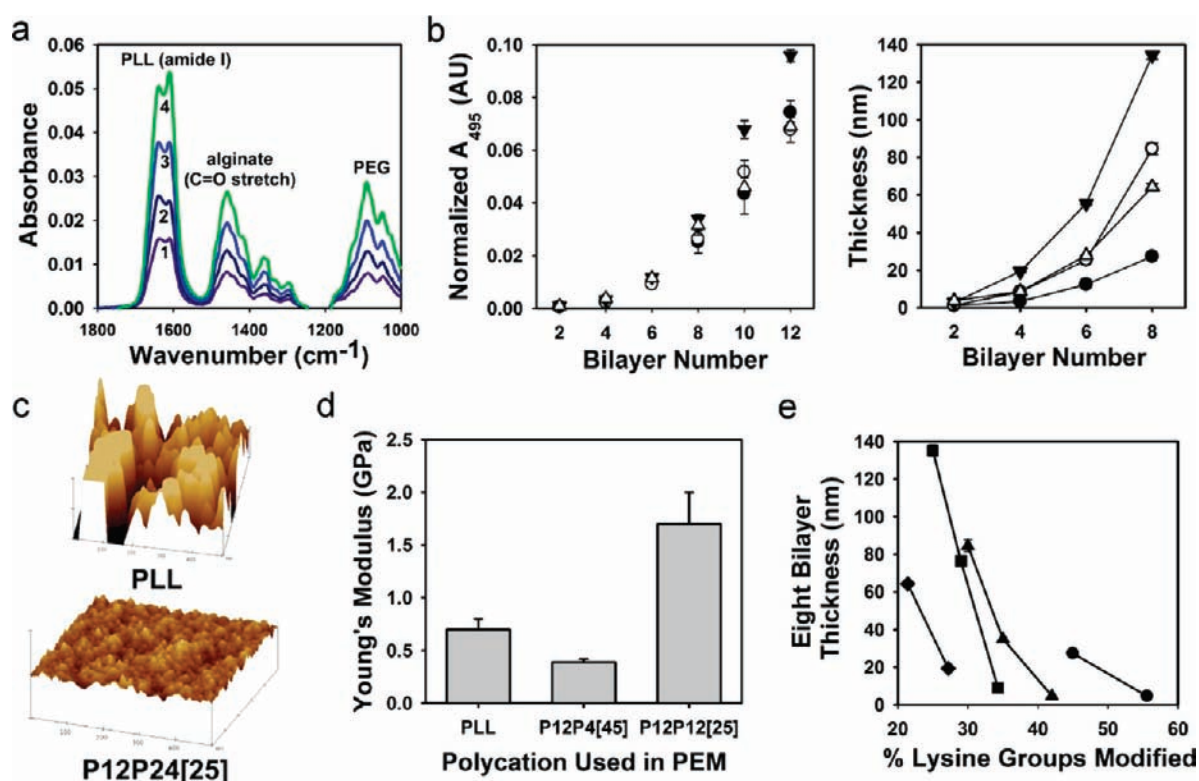 a
0.06
0.05
0.04
0.03
0.02
0.01
0.00
Absorbance
PLL (amide I)
4
3
2
1
alginate
(C=O stretch)
PEG
1800
1600
1400
1200
1000
Wavenumber (cm-1)
b
0.10
0.08
0.06
0.04
0.02
0.00
Normalized A495 (AU)
2
4
6
8
10
12
Bilayer Number
140
120
100
80
60
40
20
0
Thickness (nm)
2
4
6
8
Bilayer Number
c
PLL
P12P24[25]
d
2.5
2.0
1.5
1.0
0.5
0.0
Young's Modulus (GPa)
PLL
P12P4[45]
P12P12[25]
Polycation Used in PEM
e
140
120
100
80
60
40
20
0
Eight Bilayer
Thickness (nm)
20
30
40
50
60
% Lysine Groups Modified